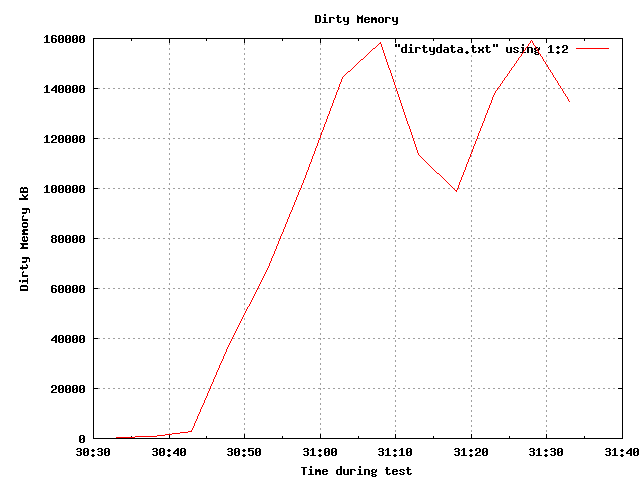 Dirty Memory
160000
"dirtydata.txt" using 1:2
140000
120000
100000
80000
60000
40000
20000
0
Dirty Memory kB
30:30 30:40 30:50 31:00 31:10 31:20 31:30 31:40
Time during test